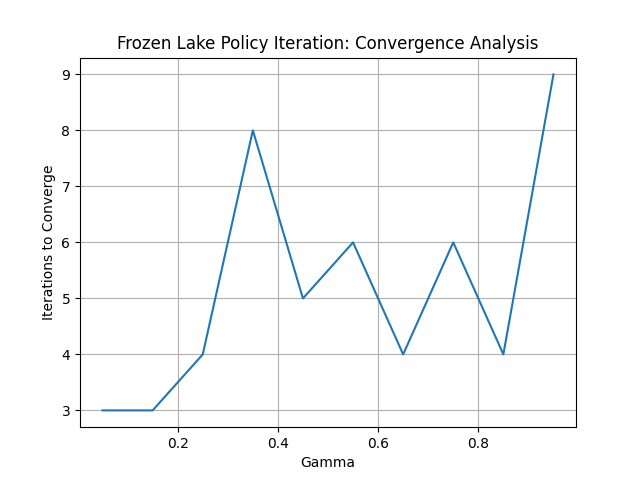 Frozen Lake Policy Iteration: Convergence Analysis
Iterations to Converge
9
8
7
6
5
4
3
0.2 0.4 0.6 0.8
Gamma